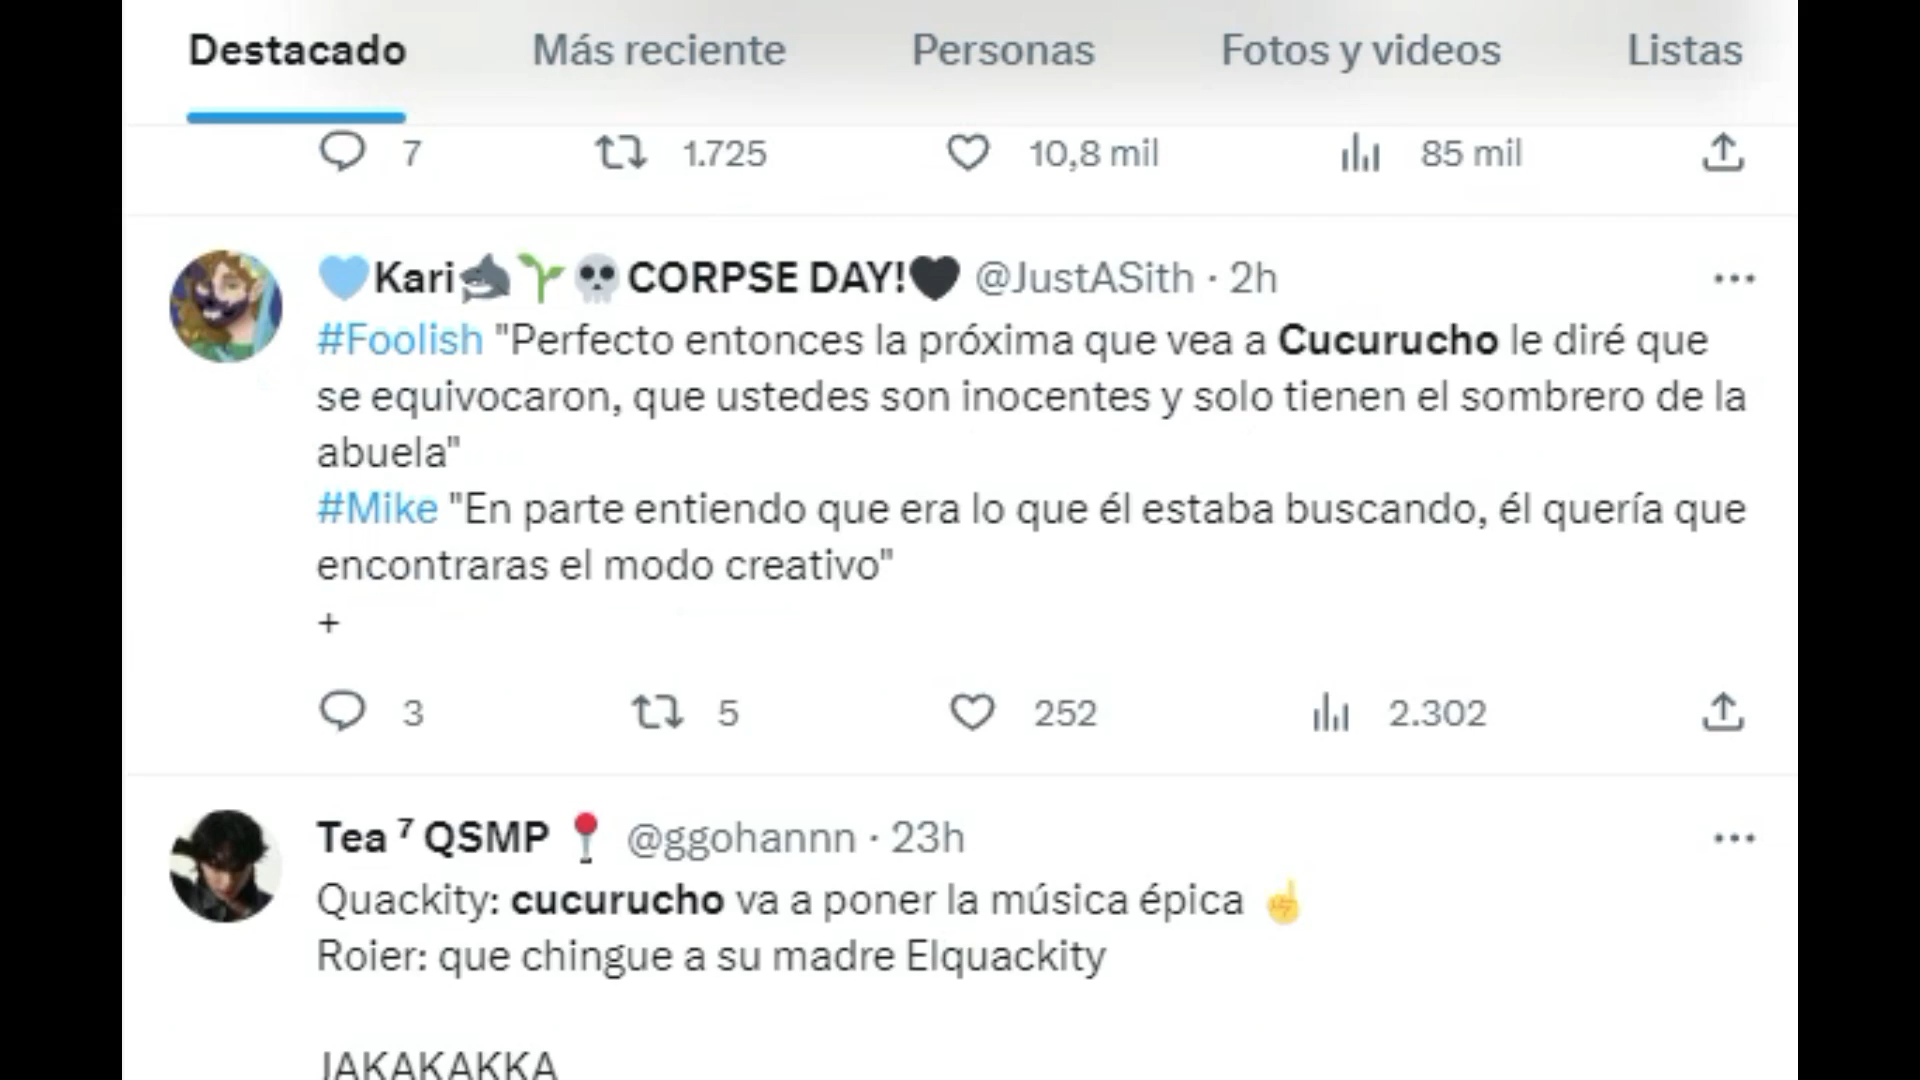 Destacado Más reciente Personas Fotos y videos Listas
7 1.725 10,8 mil 85 mil
💙Kari🦈🌱💀CORPSE DAY!🖤 @JustASith · 2h
#Foolish "Perfecto entonces la próxima que vea a Cucurucho le diré que
se equivocaron, que ustedes son inocentes y solo tienen el sombrero de la
abuela"
#Mike "En parte entiendo que era lo que él estaba buscando, él quería que
encontraras el modo creativo"
+
3 5 252 2.302
Tea ⁷ QSMP 📍 @ggohannn · 23h
Quackity: cucurucho va a poner la música épica ☝
Roier: que chingue a su madre Elquackity
JAKAKAKKA